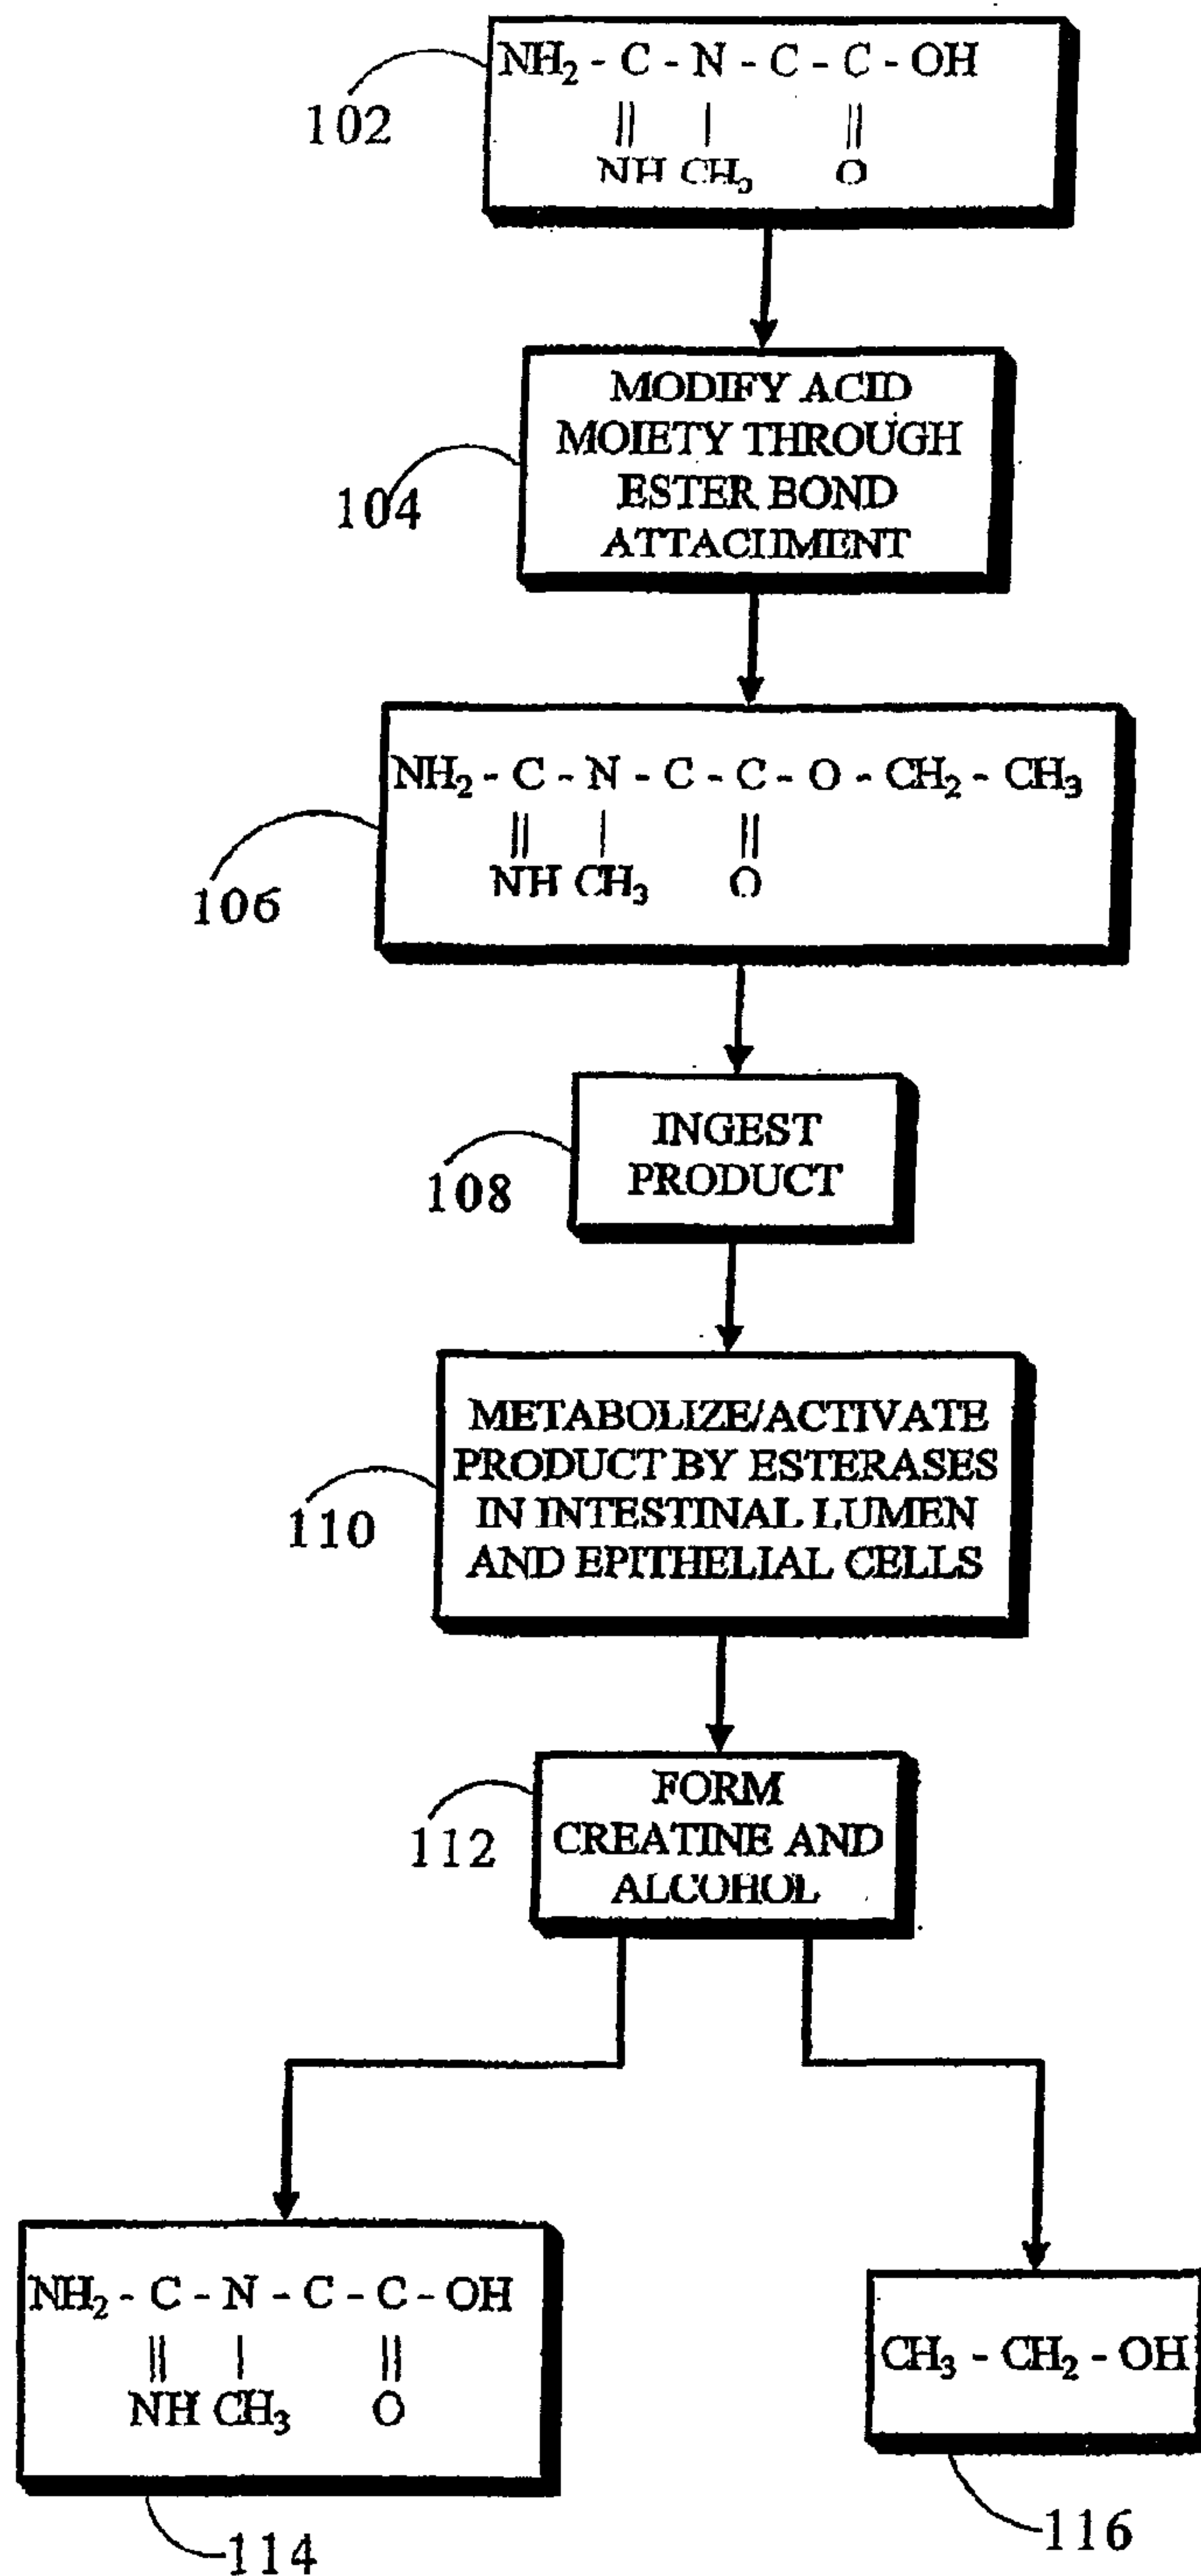 NH₂ - C - N - C - C - OH
|| | ||
NH CH₃ O
102
MODIFY ACID
MOIETY THROUGH
ESTER BOND
ATTACHMENT
104
NH₂ - C - N - C - C - O - CH₂ - CH₃
|| | ||
NH CH₃ O
106
INGEST
PRODUCT
108
METABOLIZE/ACTIVATE
PRODUCT BY ESTERASES
IN INTESTINAL LUMEN
AND EPITHELIAL CELLS
110
FORM
CREATINE AND
ALCOHOL
112
NH₂ - C - N - C - C - OH
|| | ||
NH CH₃ O
114
CH₃ - CH₂ - OH
116